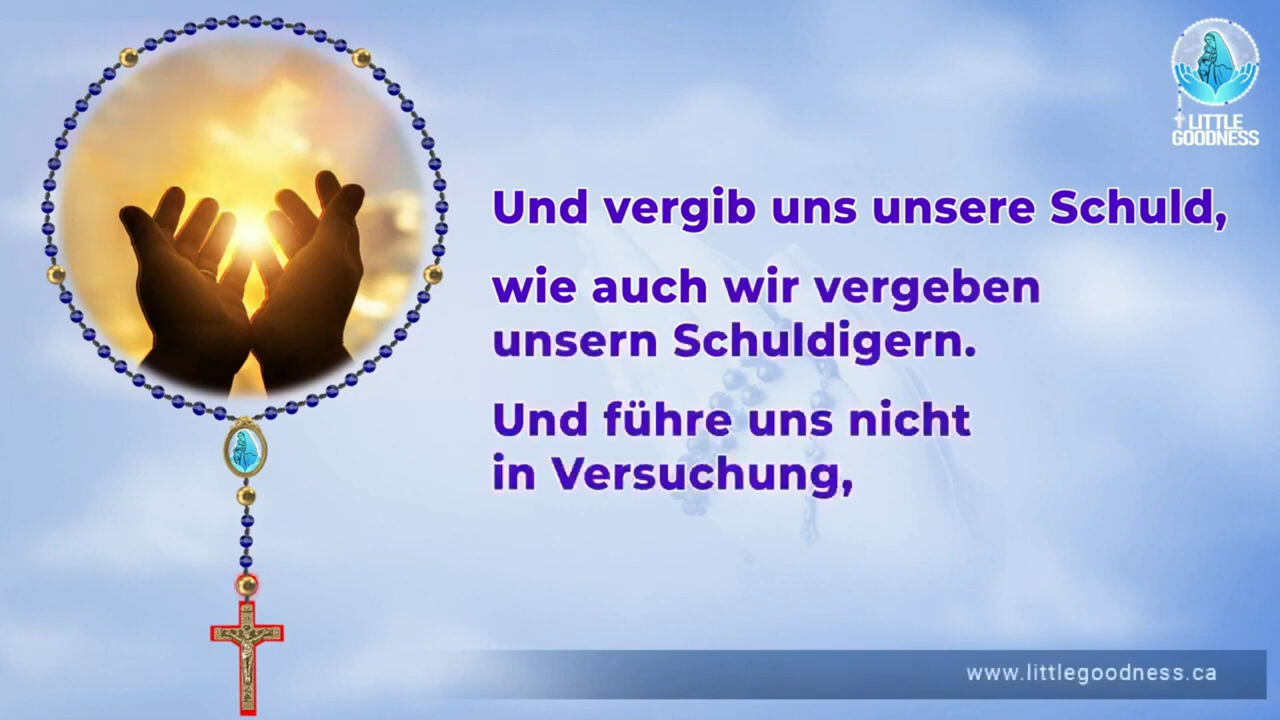 LITTLE
GOODNESS
Und vergib uns unsere Schuld,
wie auch wir vergeben
unsern Schuldigern.
Und führe uns nicht
in Versuchung,
www.littlegoodness.ca